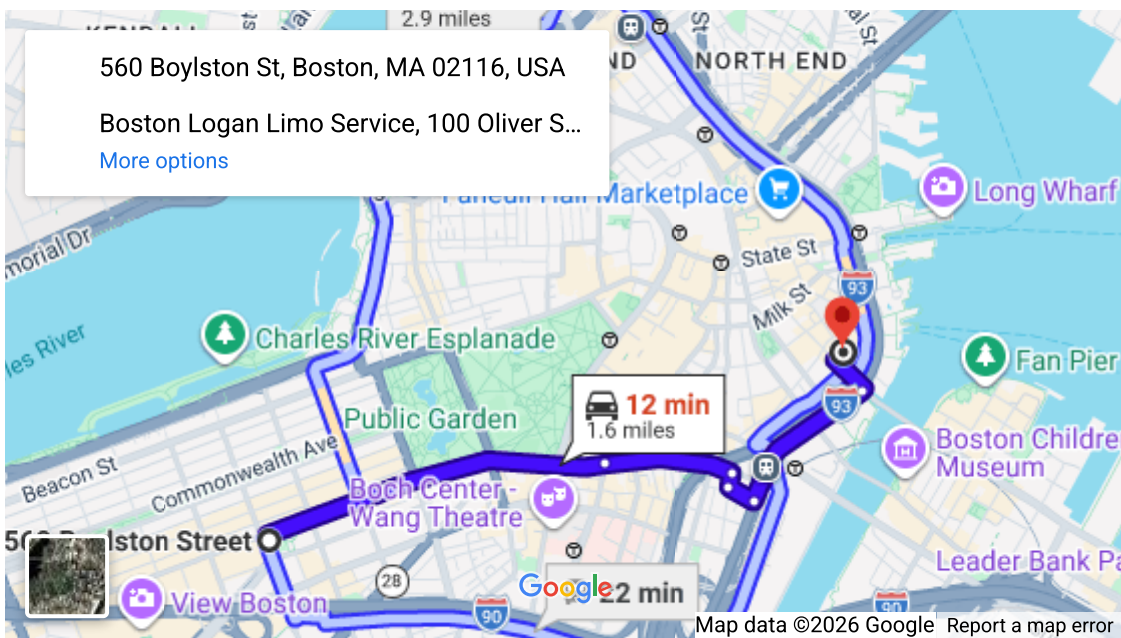 2.9 miles
560 Boylston St, Boston, MA 02116, USA
Boston Logan Limo Service, 100 Oliver S...
More options
NORTH END
Marketplace
Long Wharf
State St
93
Milk St
Charles River Esplanade
Fan Pier
12 min
1.6 miles
93
Public Garden
Boston Childre
Museum
Beacon St
Commonwealth Ave
Boch Center -
Wang Theatre
Street
28
Leader Bank Pa
View Boston
90
Google
22 min
90
Map data ©2026 Google
Report a map error